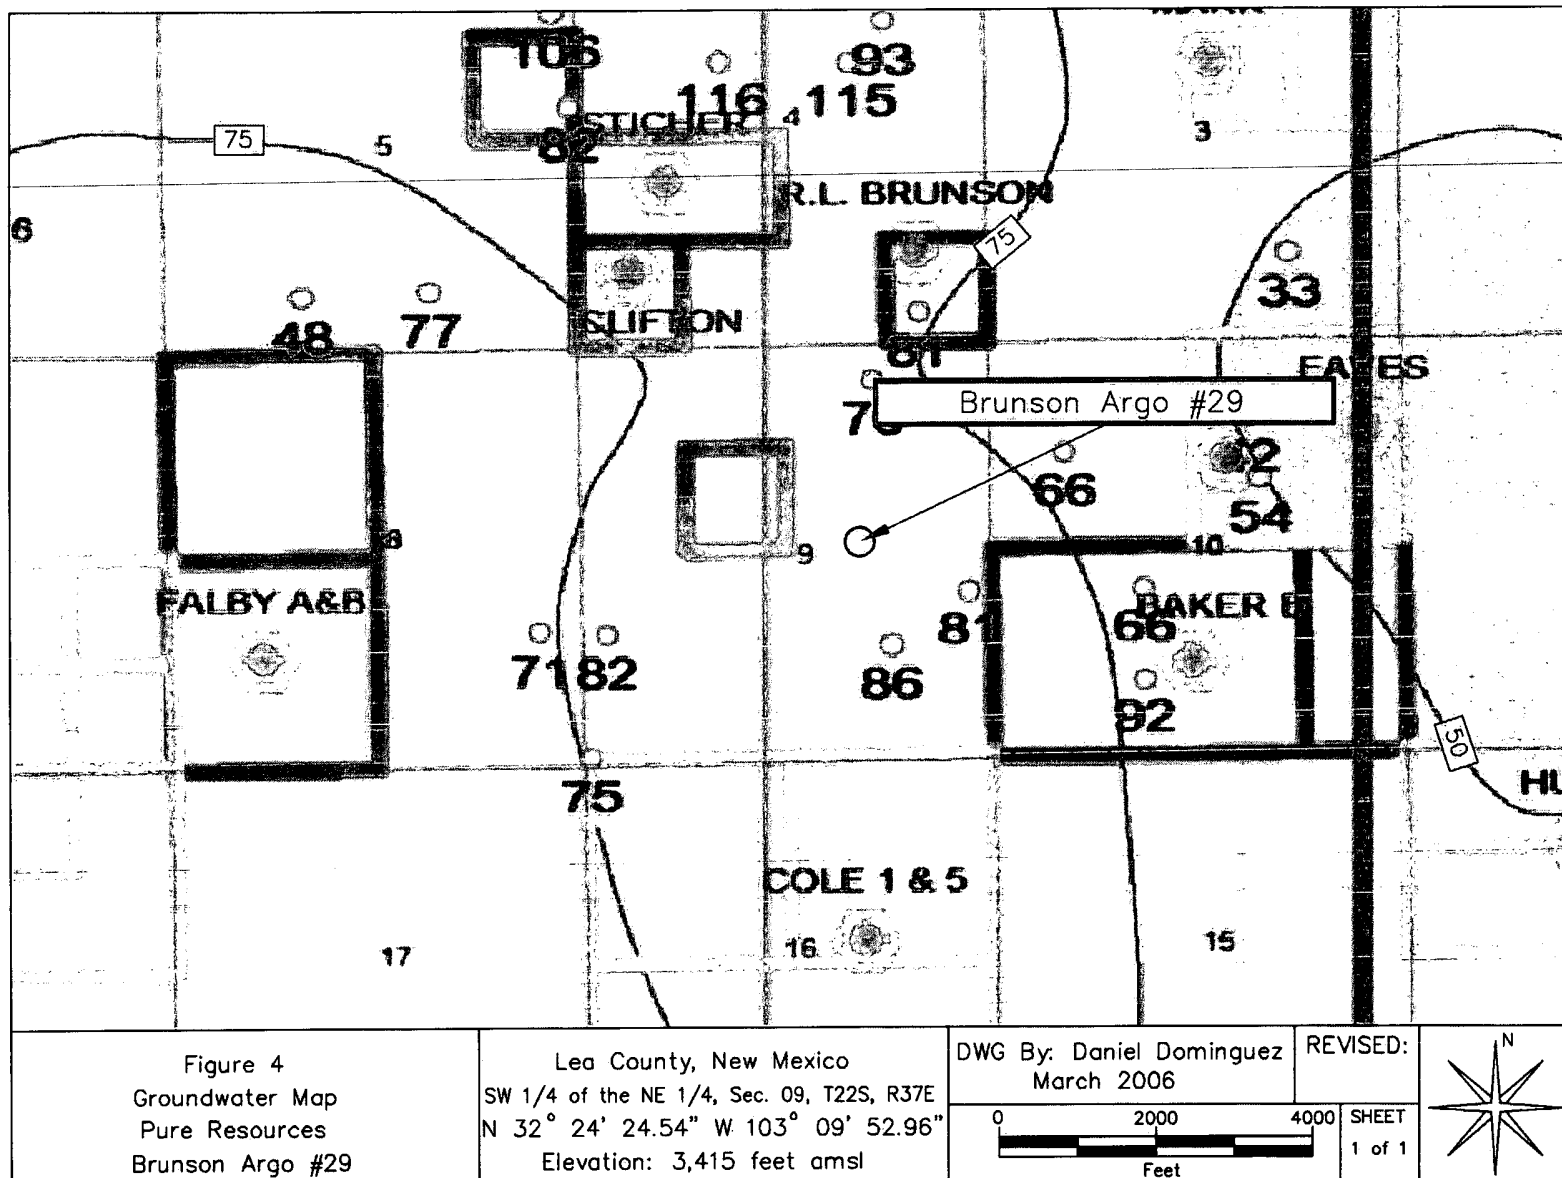 106
93
116
115
STICHER
4
3
75
5
82
R.L. BRUNSON
6
75
33
48
77
SLIFTON
Brunson Argo #29
66
54
8
9
10
FALBY A&B
BAKER B
81
66
71
82
86
92
50
75
COLE 1 & 5
17
16
15
Figure 4
Groundwater Map
Pure Resources
Brunson Argo #29
Lea County, New Mexico
SW 1/4 of the NE 1/4, Sec. 09, T22S, R37E
N 32° 24' 24.54" W 103° 09' 52.96"
Elevation: 3,415 feet amsl
DWG By: Daniel Dominguez
March 2006
REVISED:
0 2000 4000
Feet
SHEET
1 of 1
N